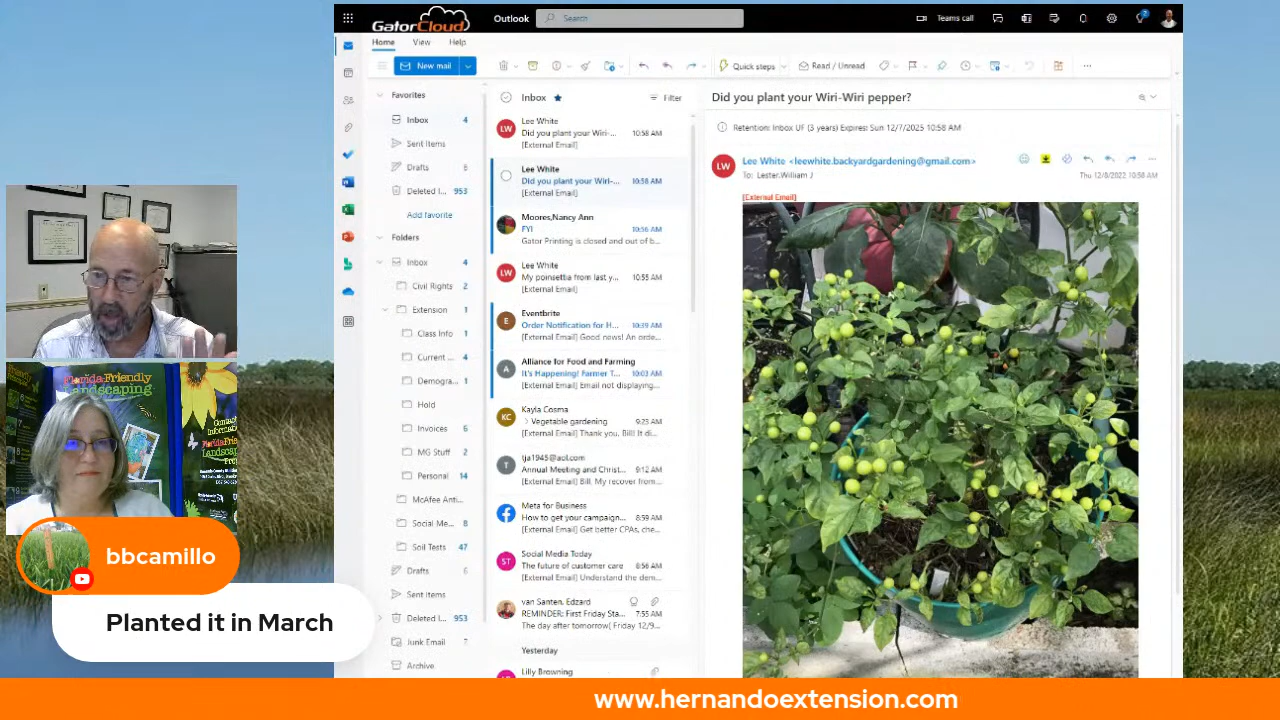 GatorCloud
Outlook
Search
Teams call
2
Home
View
Help
New mail
Quick steps
Read / Unread
Favorites
Inbox 4
Sent Items
Drafts 6
Deleted I... 953
Add favorite
Folders
Inbox 4
Civil Rights 2
Extension 1
Class Info 1
Current ... 4
Demogra... 1
Hold
Invoices 6
MG Stuff 2
Personal 14
McAfee Anti...
Social Me... 8
Soil Tests 47
Drafts 6
Sent Items
Deleted I... 953
Junk Email 7
Archive
Inbox
Filter
LW
Lee White
Did you plant your Wiri-... 10:58 AM
[External Email]
Lee White
Did you plant your Wiri-... 10:58 AM
[External Email]
Moores,Nancy Ann
FYI 10:56 AM
Gator Printing is closed and out of b...
LW
Lee White
My poinsettia from last y... 10:55 AM
[External Email]
E
Eventbrite
Order Notification for H... 10:39 AM
[External Email] Good news! An orde...
A
Alliance for Food and Farming
It's Happening! Farmer T... 10:03 AM
[External Email] Email not displaying...
KC
Kayla Cosma
Vegetable gardening 9:23 AM
[External Email] Thank you, Bill! It di...
T
tja1945@aol.com
Annual Meeting and Christ... 9:12 AM
[External Email] Bill, My recover from...
Meta for Business
How to get your campaign... 8:59 AM
[External Email] Get better CPAs, che...
ST
Social Media Today
The future of customer care 8:56 AM
[External Email] Understand the dem...
van Santen, Edzard
REMINDER: First Friday Sta... 7:55 AM
The day after tomorrow[ Friday 12/9...
Yesterday
Lilly Browning
Did you plant your Wiri-Wiri pepper?
Retention: Inbox UF (3 years) Expires: Sun 12/7/2025 10:58 AM
LW
Lee White <leewhite.backyardgardening@gmail.com>
To: Lester,William J
Thu 12/8/2022 10:58 AM
[External Email]
Florida-Friendly
Landscaping
bbcamillo
Planted it in March
www.hernandoextension.com